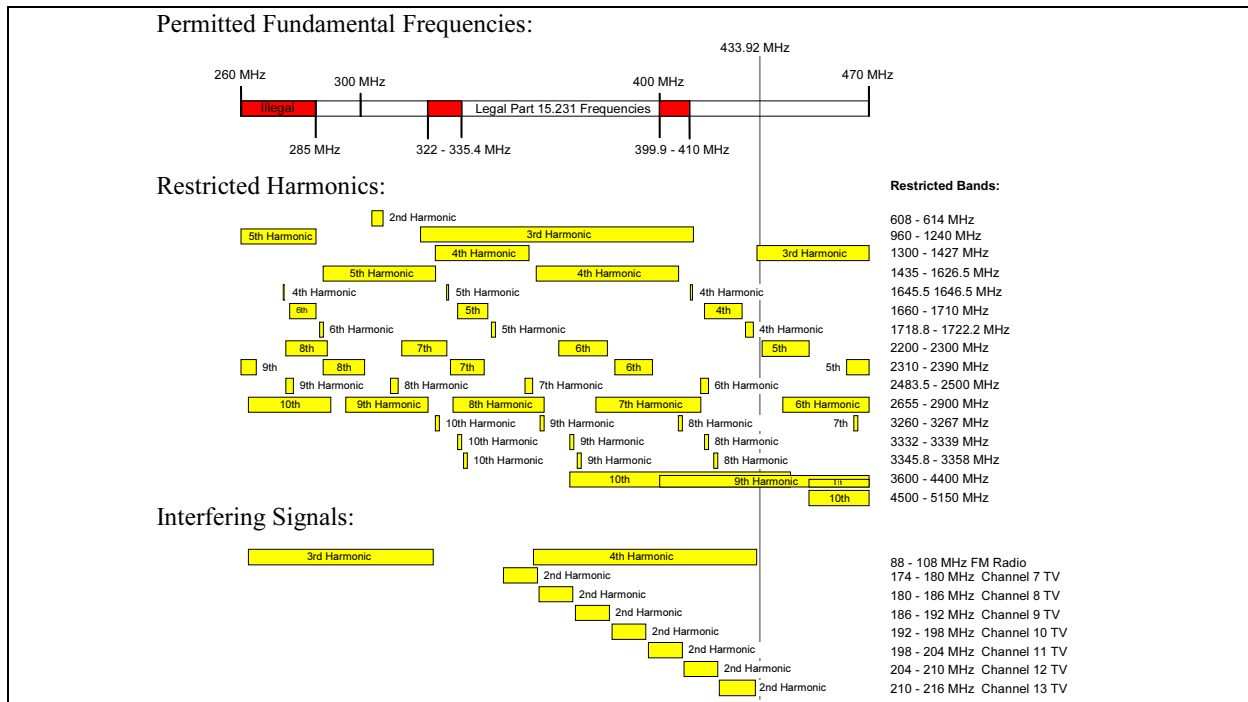 Permitted Fundamental Frequencies:
433.92 MHz
260 MHz
300 MHz
400 MHz
470 MHz
Illegal
Legal Part 15.231 Frequencies
285 MHz
322 - 335.4 MHz
399.9 - 410 MHz
Restricted Harmonics:
Restricted Bands:
2nd Harmonic
608 - 614 MHz
5th Harmonic
3rd Harmonic
960 - 1240 MHz
4th Harmonic
3rd Harmonic
1300 - 1427 MHz
5th Harmonic
4th Harmonic
1435 - 1626.5 MHz
4th Harmonic
5th Harmonic
4th Harmonic
1645.5 1646.5 MHz
6th
5th
4th
1660 - 1710 MHz
6th Harmonic
5th Harmonic
4th Harmonic
1718.8 - 1722.2 MHz
8th
7th
6th
5th
2200 - 2300 MHz
9th
8th
7th
6th
5th
2310 - 2390 MHz
9th Harmonic
8th Harmonic
7th Harmonic
6th Harmonic
2483.5 - 2500 MHz
10th
9th Harmonic
8th Harmonic
7th Harmonic
6th Harmonic
2655 - 2900 MHz
10th Harmonic
9th Harmonic
8th Harmonic
7th
3260 - 3267 MHz
10th Harmonic
9th Harmonic
8th Harmonic
3332 - 3339 MHz
10th Harmonic
9th Harmonic
8th Harmonic
3345.8 - 3358 MHz
10th
9th Harmonic
3600 - 4400 MHz
10th
4500 - 5150 MHz
Interfering Signals:
3rd Harmonic
4th Harmonic
88 - 108 MHz FM Radio
2nd Harmonic
174 - 180 MHz Channel 7 TV
2nd Harmonic
180 - 186 MHz Channel 8 TV
2nd Harmonic
186 - 192 MHz Channel 9 TV
2nd Harmonic
192 - 198 MHz Channel 10 TV
2nd Harmonic
198 - 204 MHz Channel 11 TV
2nd Harmonic
204 - 210 MHz Channel 12 TV
2nd Harmonic
210 - 216 MHz Channel 13 TV